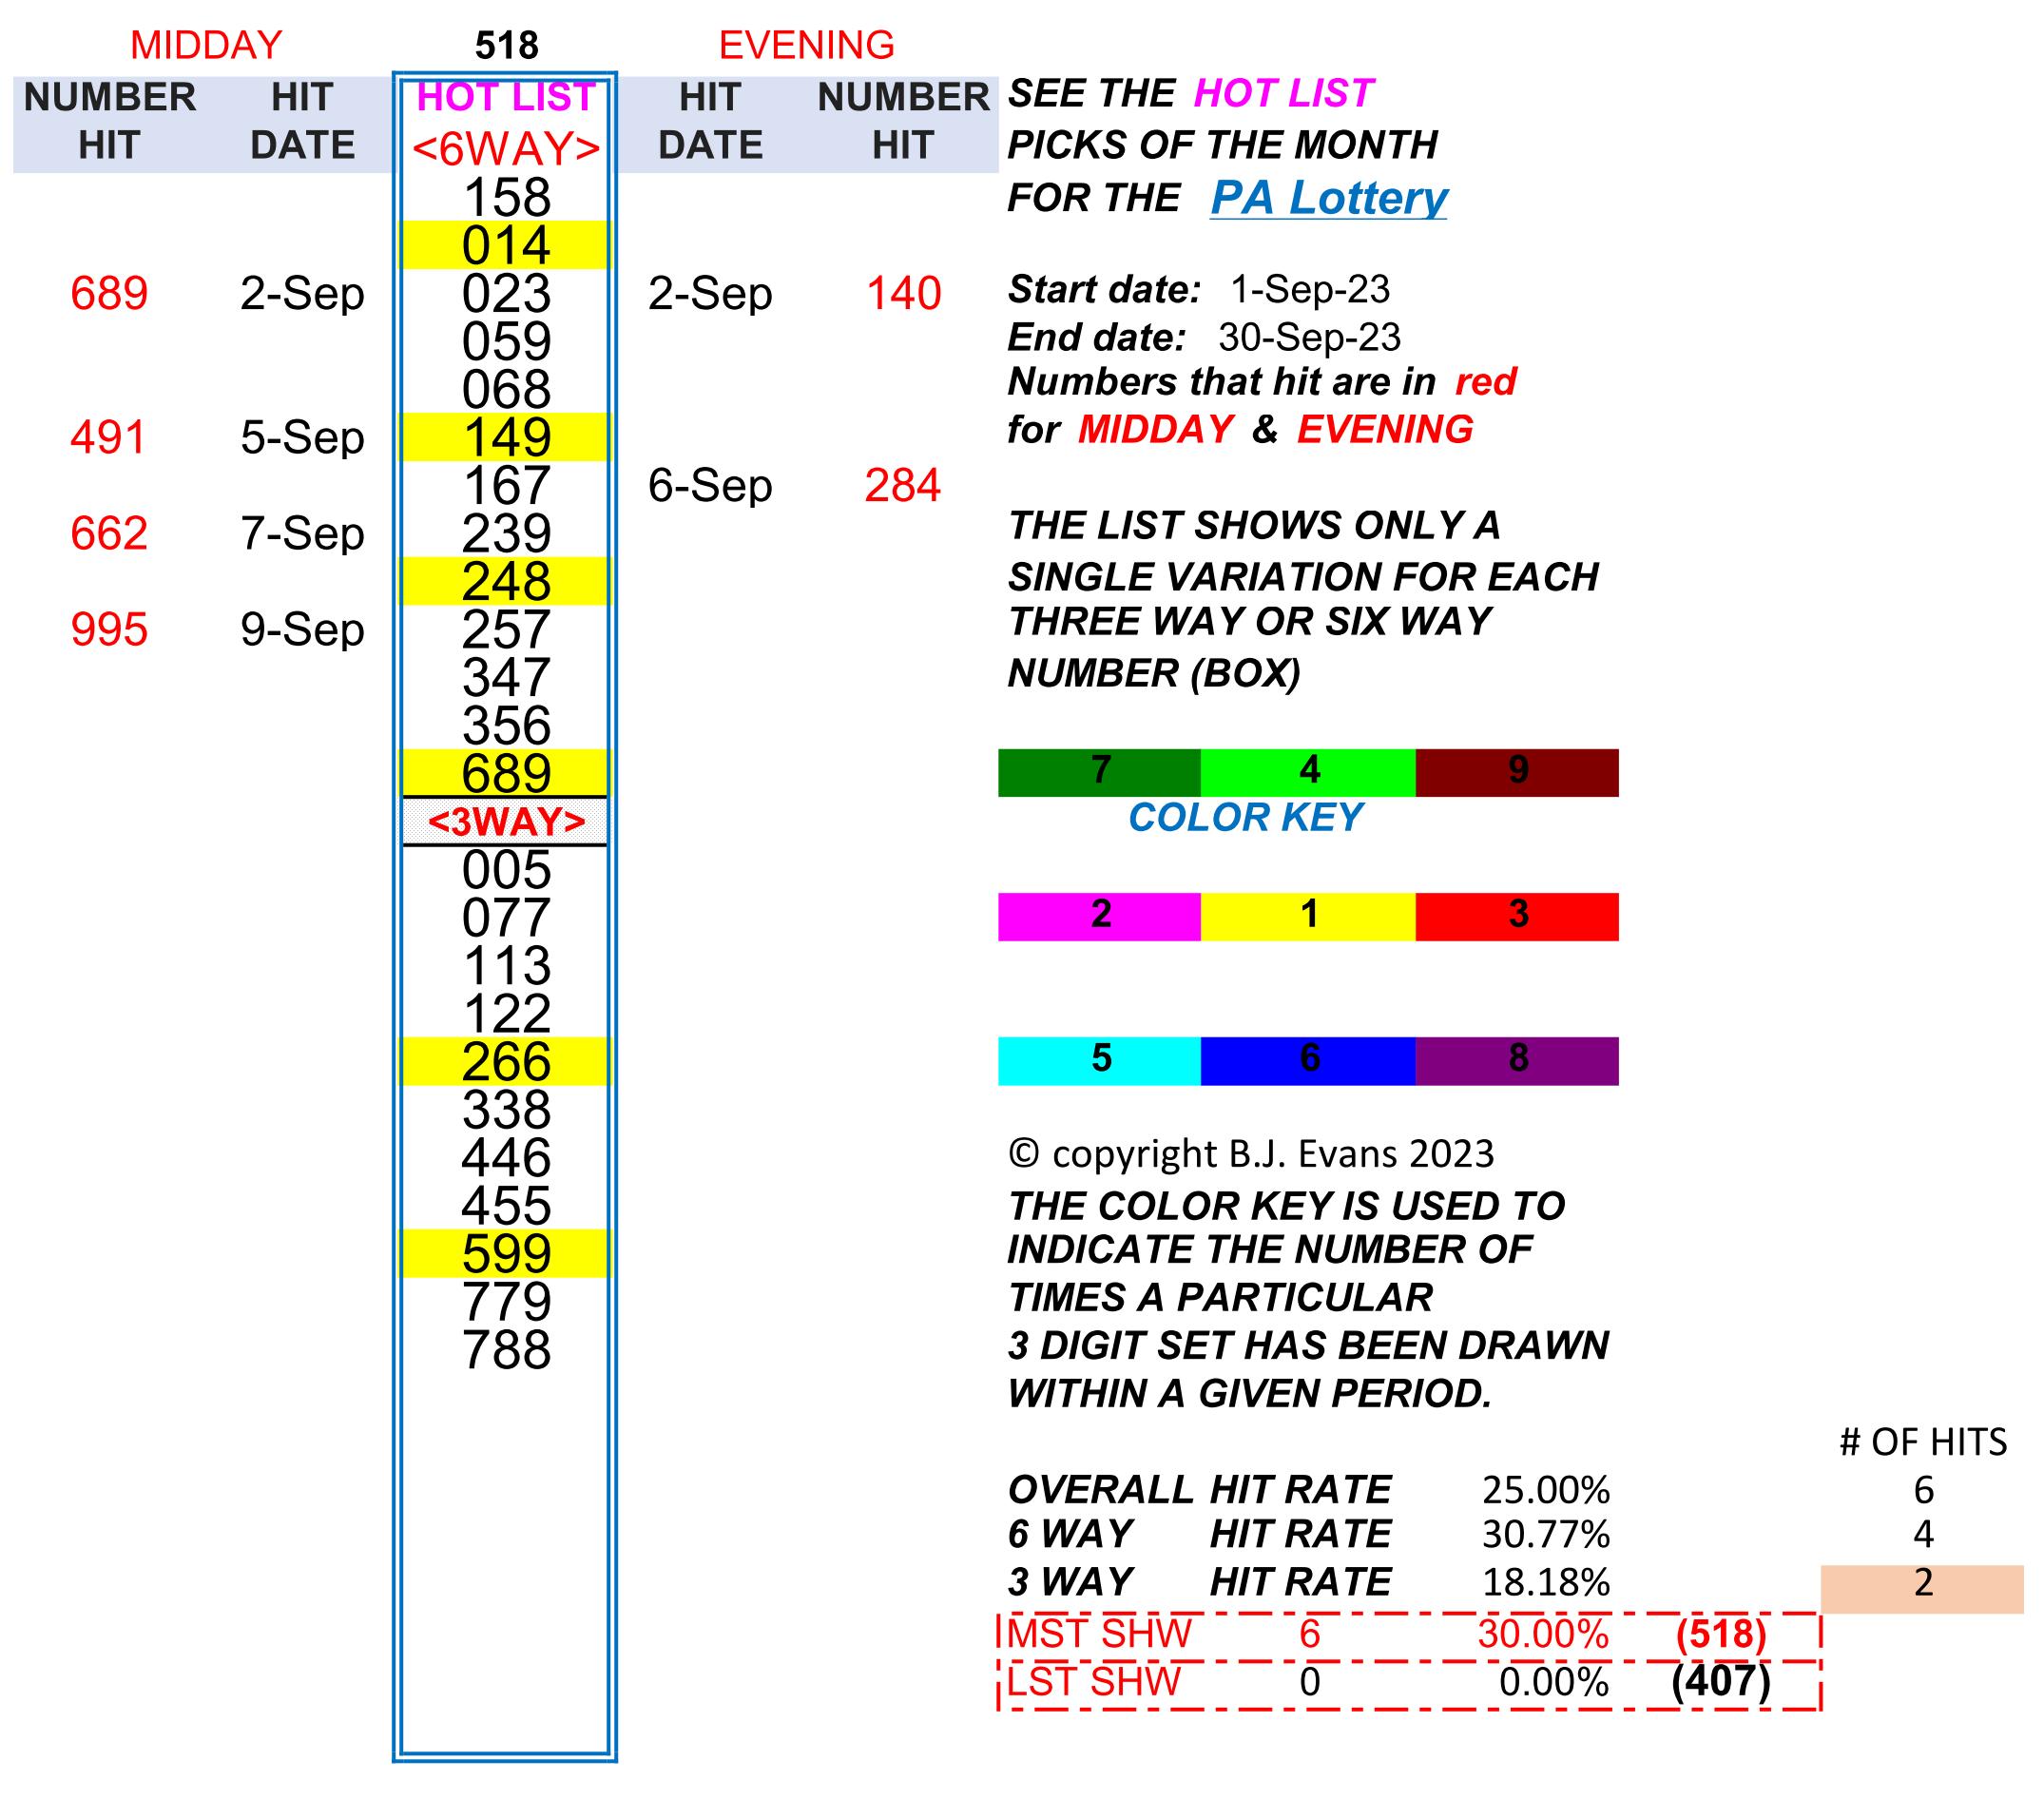 MIDDAY 518 EVENING
NUMBER HIT HOT LIST HIT NUMBER SEE THE HOT LIST
HIT DATE <6WAY> DATE HIT PICKS OF THE MONTH
158 FOR THE PA Lottery
014
689 2-Sep 023 2-Sep 140 Start date: 1-Sep-23
059 End date: 30-Sep-23
068 Numbers that hit are in red
491 5-Sep 149 for MIDDAY & EVENING
167 6-Sep 284
662 7-Sep 239 THE LIST SHOWS ONLY A
248 SINGLE VARIATION FOR EACH
995 9-Sep 257 THREE WAY OR SIX WAY
347 NUMBER (BOX)
356
689 7 4 9
<3WAY> COLOR KEY
005
077 2 1 3
113
122
266 5 6 8
338
446 © copyright B.J. Evans 2023
455 THE COLOR KEY IS USED TO
599 INDICATE THE NUMBER OF
779 TIMES A PARTICULAR
788 3 DIGIT SET HAS BEEN DRAWN
WITHIN A GIVEN PERIOD.
# OF HITS
OVERALL HIT RATE 25.00% 6
6 WAY HIT RATE 30.77% 4
3 WAY HIT RATE 18.18% 2
MST SHW 6 30.00% (518)
LST SHW 0 0.00% (407)